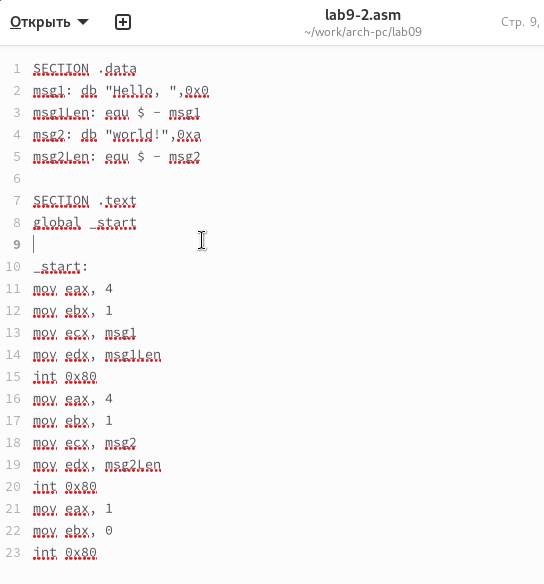 Открыть
lab9-2.asm
~/work/arch-pc/lab09
Стр. 9,
1 SECTION .data
2 msg1: db "Hello, ",0x0
3 msg1Len: equ $ - msg1
4 msg2: db "world!",0xa
5 msg2Len: equ $ - msg2
6
7 SECTION .text
8 global _start
9
10 _start:
11 mov eax, 4
12 mov ebx, 1
13 mov ecx, msg1
14 mov edx, msg1Len
15 int 0x80
16 mov eax, 4
17 mov ebx, 1
18 mov ecx, msg2
19 mov edx, msg2Len
20 int 0x80
21 mov eax, 1
22 mov ebx, 0
23 int 0x80